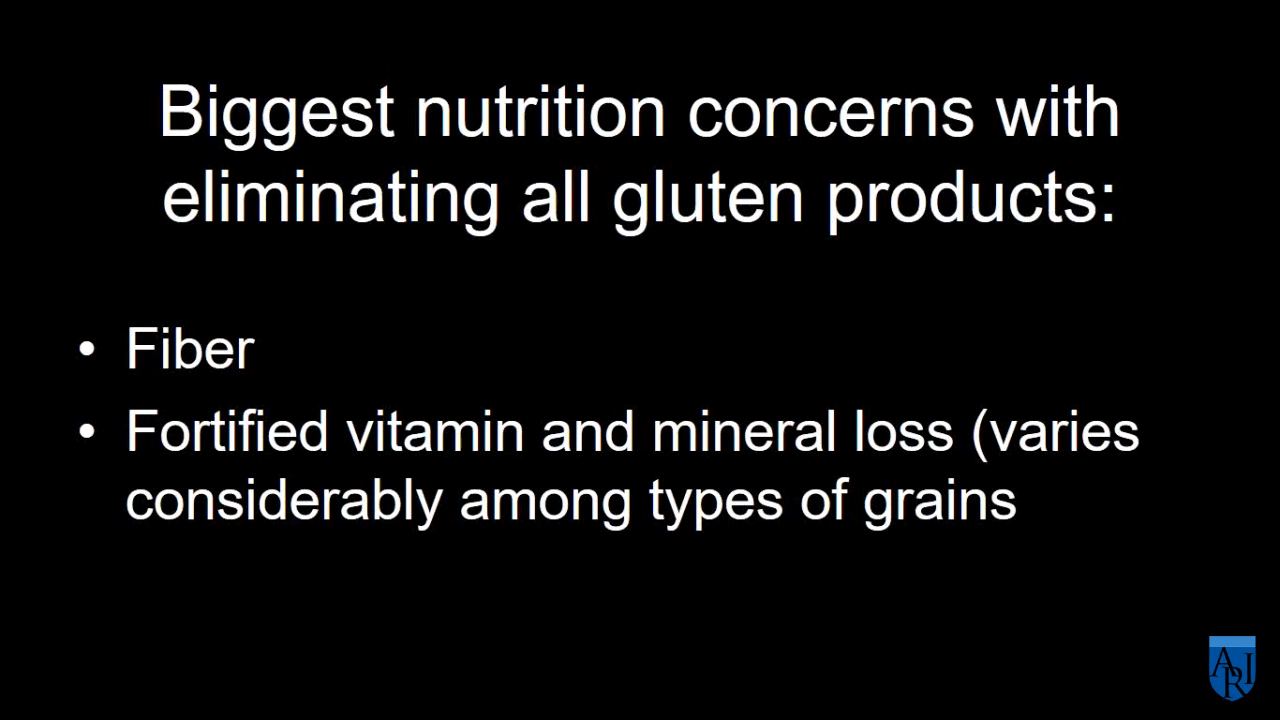 Biggest nutrition concerns with
eliminating all gluten products:
• Fiber
• Fortified vitamin and mineral loss (varies
considerably among types of grains
ARI